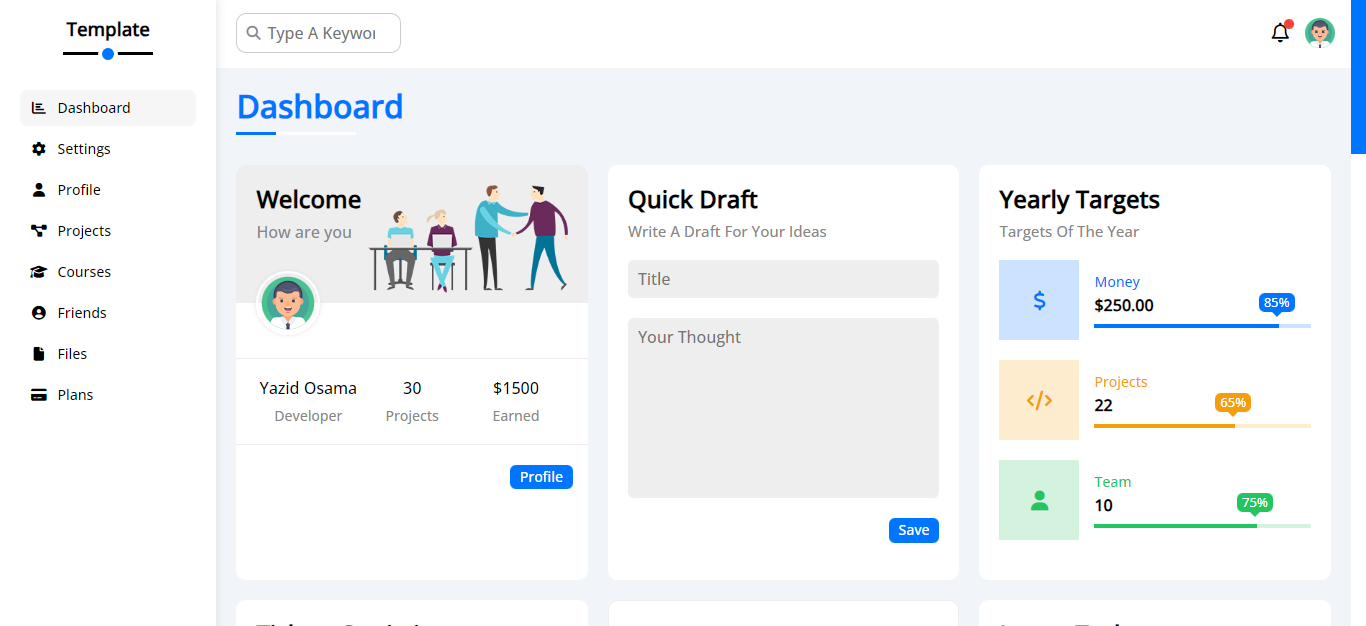 Template
Type A Keywor
Dashboard
Settings
Profile
Projects
Courses
Friends
Files
Plans
Dashboard
Welcome
How are you
Yazid Osama
Developer
30
Projects
$1500
Earned
Profile
Quick Draft
Write A Draft For Your Ideas
Title
Your Thought
Save
Yearly Targets
Targets Of The Year
Money
$250.00
85%
Projects
22
65%
Team
10
75%